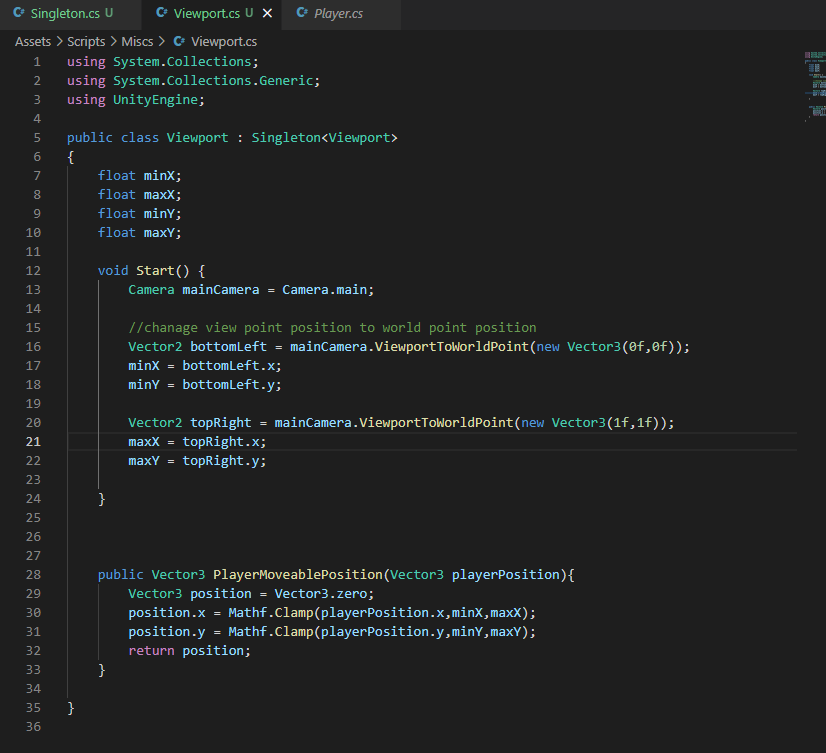 Singleton.cs U Viewport.cs U Player.cs
Assets > Scripts > Miscs > Viewport.cs
1 using System.Collections;
2 using System.Collections.Generic;
3 using UnityEngine;
4
5 public class Viewport : Singleton<Viewport>
6 {
7 float minX;
8 float maxX;
9 float minY;
10 float maxY;
11
12 void Start() {
13 Camera mainCamera = Camera.main;
14
15 //chanage view point position to world point position
16 Vector2 bottomLeft = mainCamera.ViewportToWorldPoint(new Vector3(0f,0f));
17 minX = bottomLeft.x;
18 minY = bottomLeft.y;
19
20 Vector2 topRight = mainCamera.ViewportToWorldPoint(new Vector3(1f,1f));
21 maxX = topRight.x;
22 maxY = topRight.y;
23
24 }
25
26
27
28 public Vector3 PlayerMoveablePosition(Vector3 playerPosition){
29 Vector3 position = Vector3.zero;
30 position.x = Mathf.Clamp(playerPosition.x,minX,maxX);
31 position.y = Mathf.Clamp(playerPosition.y,minY,maxY);
32 return position;
33 }
34
35 }
36